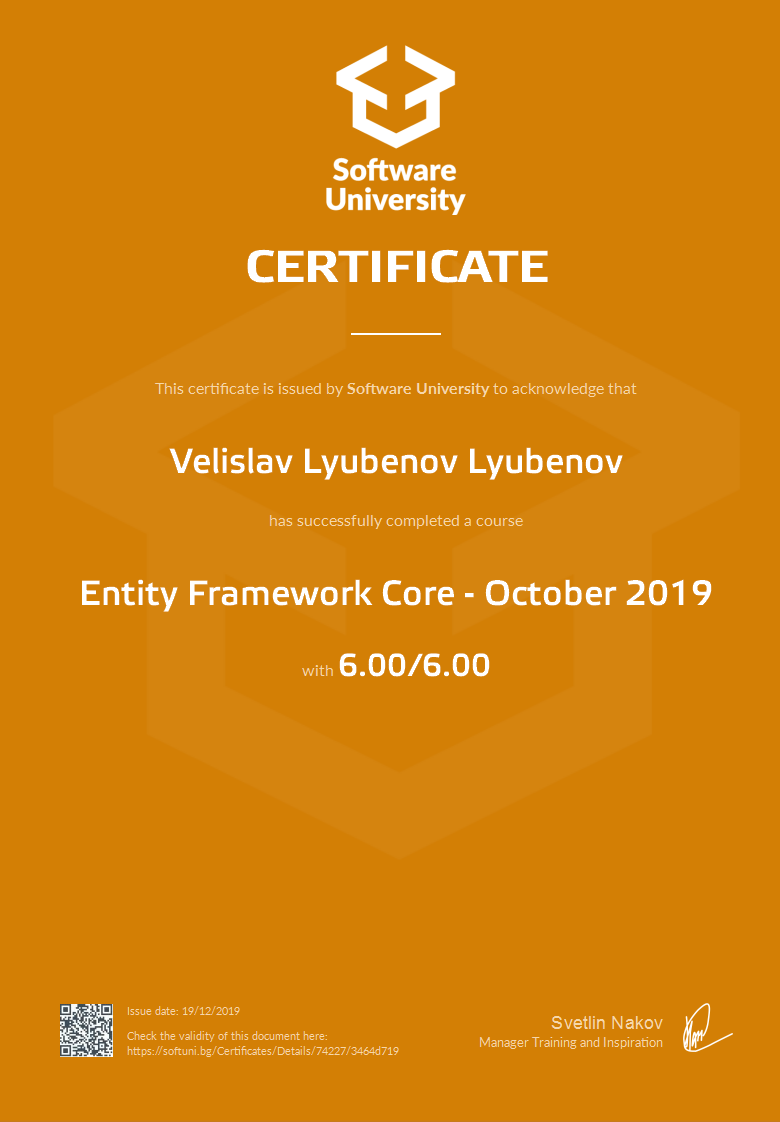 Software
University
CERTIFICATE
This certificate is issued by Software University to acknowledge that
Velislav Lyubenov Lyubenov
has successfully completed a course
Entity Framework Core - October 2019
with 6.00/6.00
Issue date: 19/12/2019
Check the validity of this document here:
https://softuni.bg/Certificates/Details/74227/3464d719
Svetlin Nakov
Manager Training and Inspiration